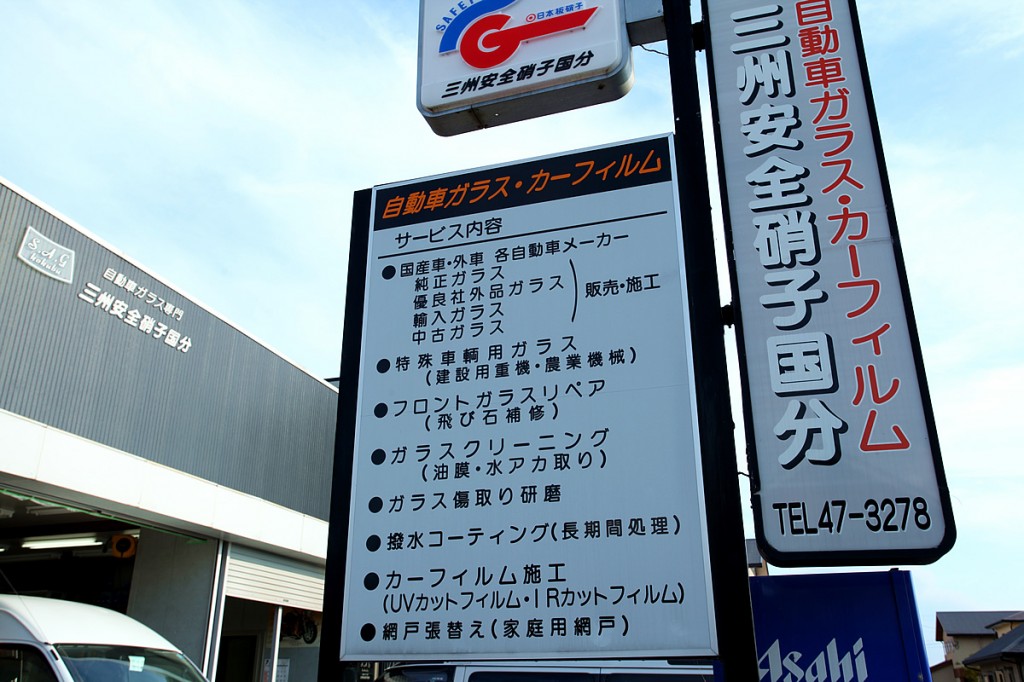 日本板硝子
三州安全硝子国分
自動車ガラス・カーフィルム
三州安全硝子国分
TEL47-3278
自動車ガラス・カーフィルム
サービス内容
●国産車・外車 各自動車メーカー
純正ガラス
優良社外品ガラス
輸入ガラス
中古ガラス
販売・施工
●特殊車輌用ガラス
(建設用重機・農業機械)
●フロントガラスリペア
(飛び石補修)
●ガラスクリーニング
(油膜・水アカ取り)
●ガラス傷取り研磨
●撥水コーティング(長期間処理)
●カーフィルム施工
(UVカットフィルム・IRカットフィルム)
●網戸張替え(家庭用網戸)
S.A.G
kokubu
自動車ガラス専門
三州安全硝子国分
Asahi